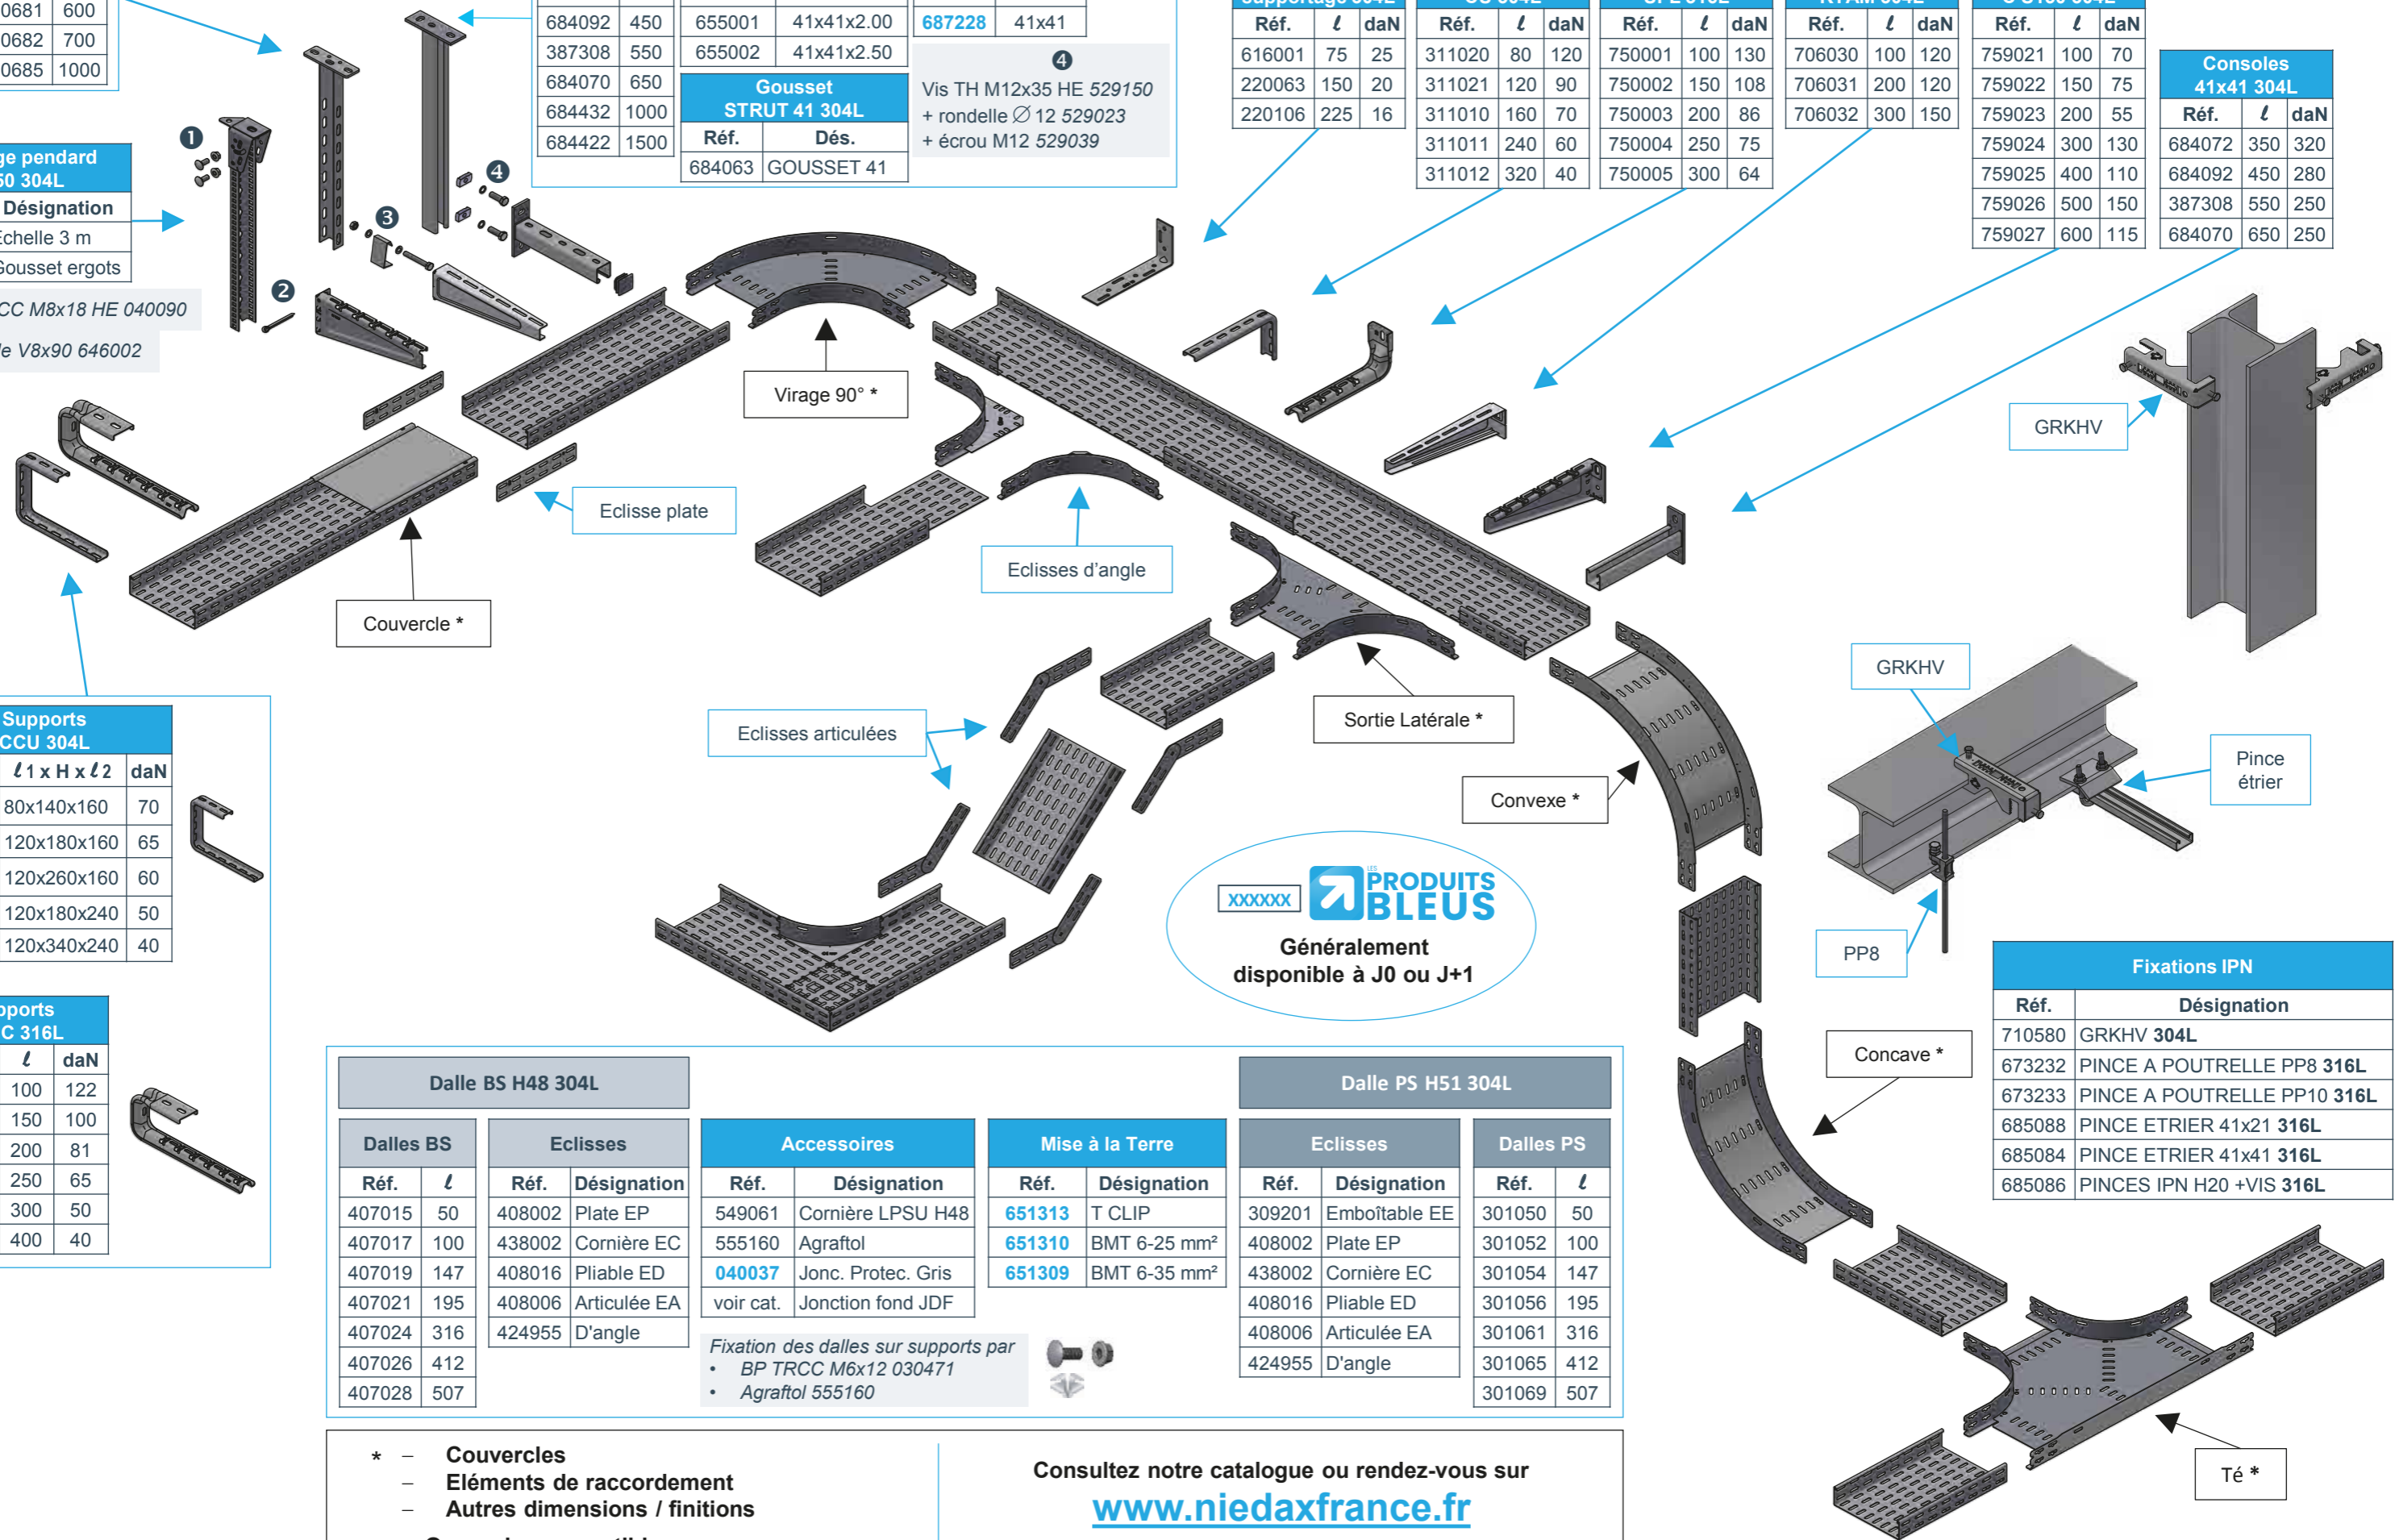 0681 600
0682 700
0685 1000
684092 450
387308 550
684070 650
684432 1000
684422 1500
655001 41x41x2.00
655002 41x41x2.50
687228 41x41
Gousset
STRUT 41 304L
Réf. Dés.
684063 GOUSSET 41
❹
Vis TH M12x35 HE 529150
+ rondelle ∅ 12 529023
+ écrou M12 529039
Réf. ℓ daN
616001 75 25
220063 150 20
220106 225 16
Réf. ℓ daN
311020 80 120
311021 120 90
311010 160 70
311011 240 60
311012 320 40
Réf. ℓ daN
750001 100 130
750002 150 108
750003 200 86
750004 250 75
750005 300 64
Réf. ℓ daN
706030 100 120
706031 200 120
706032 300 150
Réf. ℓ daN
759021 100 70
759022 150 75
759023 200 55
759024 300 130
759025 400 110
759026 500 150
759027 600 115
Consoles
41x41 304L
Réf. ℓ daN
684072 350 320
684092 450 280
387308 550 250
684070 650 250
ge pendard
50 304L
Désignation
Echelle 3 m
Gousset ergots
CC M8x18 HE 040090
le V8x90 646002
❶
❷
❸
❹
Virage 90° *
Eclisse plate
Eclisses d'angle
Couvercle *
GRKHV
Eclisses articulées
Sortie Latérale *
Convexe *
GRKHV
Pince
étrier
PP8
Supports
CCU 304L
ℓ1 x H x ℓ2 daN
80x140x160 70
120x180x160 65
120x260x160 60
120x180x240 50
120x340x240 40
pports
C 316L
ℓ daN
100 122
150 100
200 81
250 65
300 50
400 40
XXXXXX LES PRODUITS
BLEUS
Généralement
disponible à J0 ou J+1
Fixations IPN
Réf. Désignation
710580 GRKHV 304L
673232 PINCE A POUTRELLE PP8 316L
673233 PINCE A POUTRELLE PP10 316L
685088 PINCE ETRIER 41x21 316L
685084 PINCE ETRIER 41x41 316L
685086 PINCES IPN H20 +VIS 316L
Concave *
Té *
Dalle BS H48 304L
Dalles BS
Réf. ℓ
407015 50
407017 100
407019 147
407021 195
407024 316
407026 412
407028 507
Eclisses
Réf. Désignation
408002 Plate EP
438002 Cornière EC
408016 Pliable ED
408006 Articulée EA
424955 D'angle
Accessoires
Réf. Désignation
549061 Cornière LPSU H48
555160 Agraftol
040037 Jonc. Protec. Gris
voir cat. Jonction fond JDF
Fixation des dalles sur supports par
• BP TRCC M6x12 030471
• Agraftol 555160
Mise à la Terre
Réf. Désignation
651313 T CLIP
651310 BMT 6-25 mm²
651309 BMT 6-35 mm²
Dalle PS H51 304L
Eclisses
Réf. Désignation
309201 Emboîtable EE
408002 Plate EP
438002 Cornière EC
408016 Pliable ED
408006 Articulée EA
424955 D'angle
Dalles PS
Réf. ℓ
301050 50
301052 100
301054 147
301056 195
301061 316
301065 412
301069 507
* – Couvercles
– Eléments de raccordement
– Autres dimensions / finitions
Consultez notre catalogue ou rendez-vous sur
www.niedaxfrance.fr